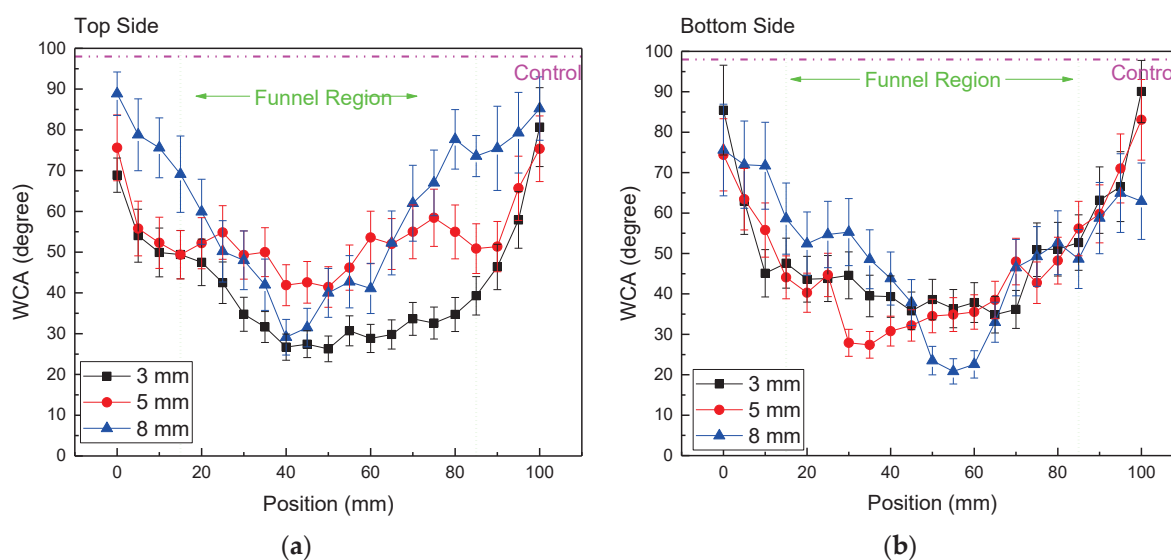 Top Side
100
90
80
70
60
50
40
30
20
10
0
WCA (degree)
Control
Funnel Region
3 mm
5 mm
8 mm
0 20 40 60 80 100
Position (mm)
(a)
Bottom Side
100
90
80
70
60
50
40
30
20
10
0
WCA (degree)
Control
Funnel Region
3 mm
5 mm
8 mm
0 20 40 60 80 100
Position (mm)
(b)